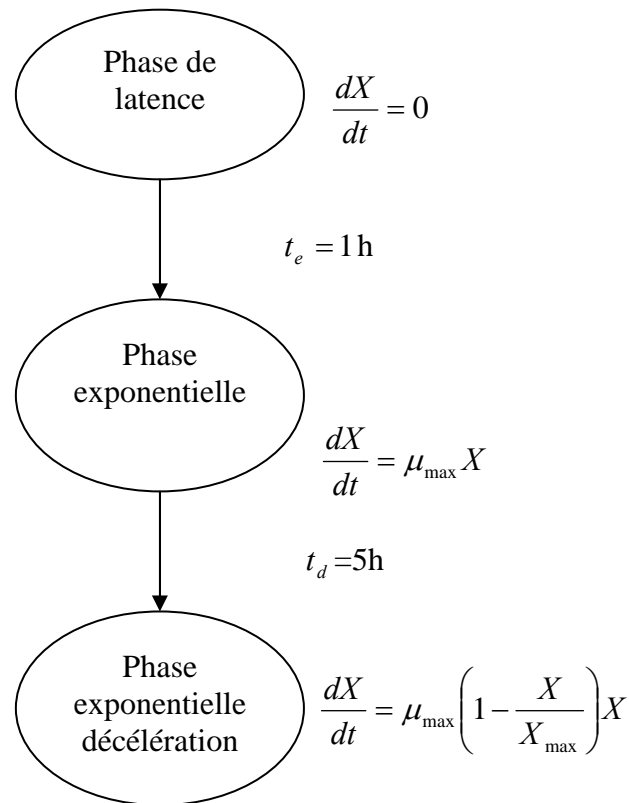 Phase de
latence
dX/dt = 0
t_e = 1 h
Phase
exponentielle
dX/dt = μ_max X
t_d =5h
Phase
exponentielle
décélération
dX/dt = μ_max (1 − X/X_max) X